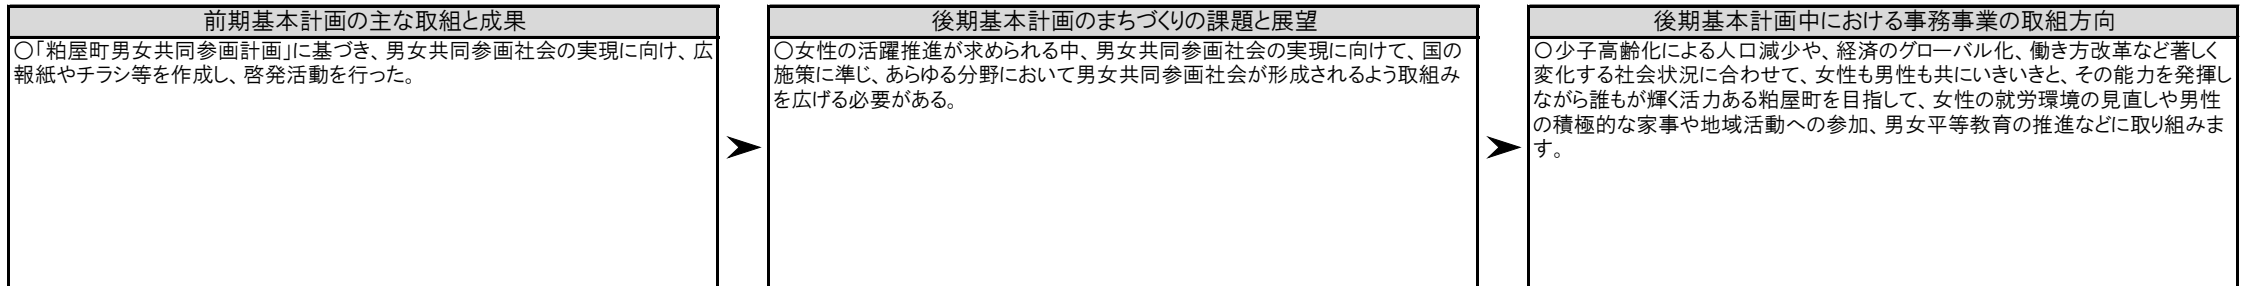 前期基本計画の主な取組と成果
○「粕屋町男女共同参画計画」に基づき、男女共同参画社会の実現に向け、広
報紙やチラシ等を作成し、啓発活動を行った。
後期基本計画のまちづくりの課題と展望
○女性の活躍推進が求められる中、男女共同参画社会の実現に向けて、国の
施策に準じ、あらゆる分野において男女共同参画社会が形成されるよう取組み
を広げる必要がある。
後期基本計画中における事務事業の取組方向
○少子高齢化による人口減少や、経済のグローバル化、働き方改革など著しく
変化する社会状況に合わせて、女性も男性も共にいきいきと、その能力を発揮し
ながら誰もが輝く活力ある粕屋町を目指して、女性の就労環境の見直しや男性
の積極的な家事や地域活動への参加、男女平等教育の推進などに取り組みま
す。